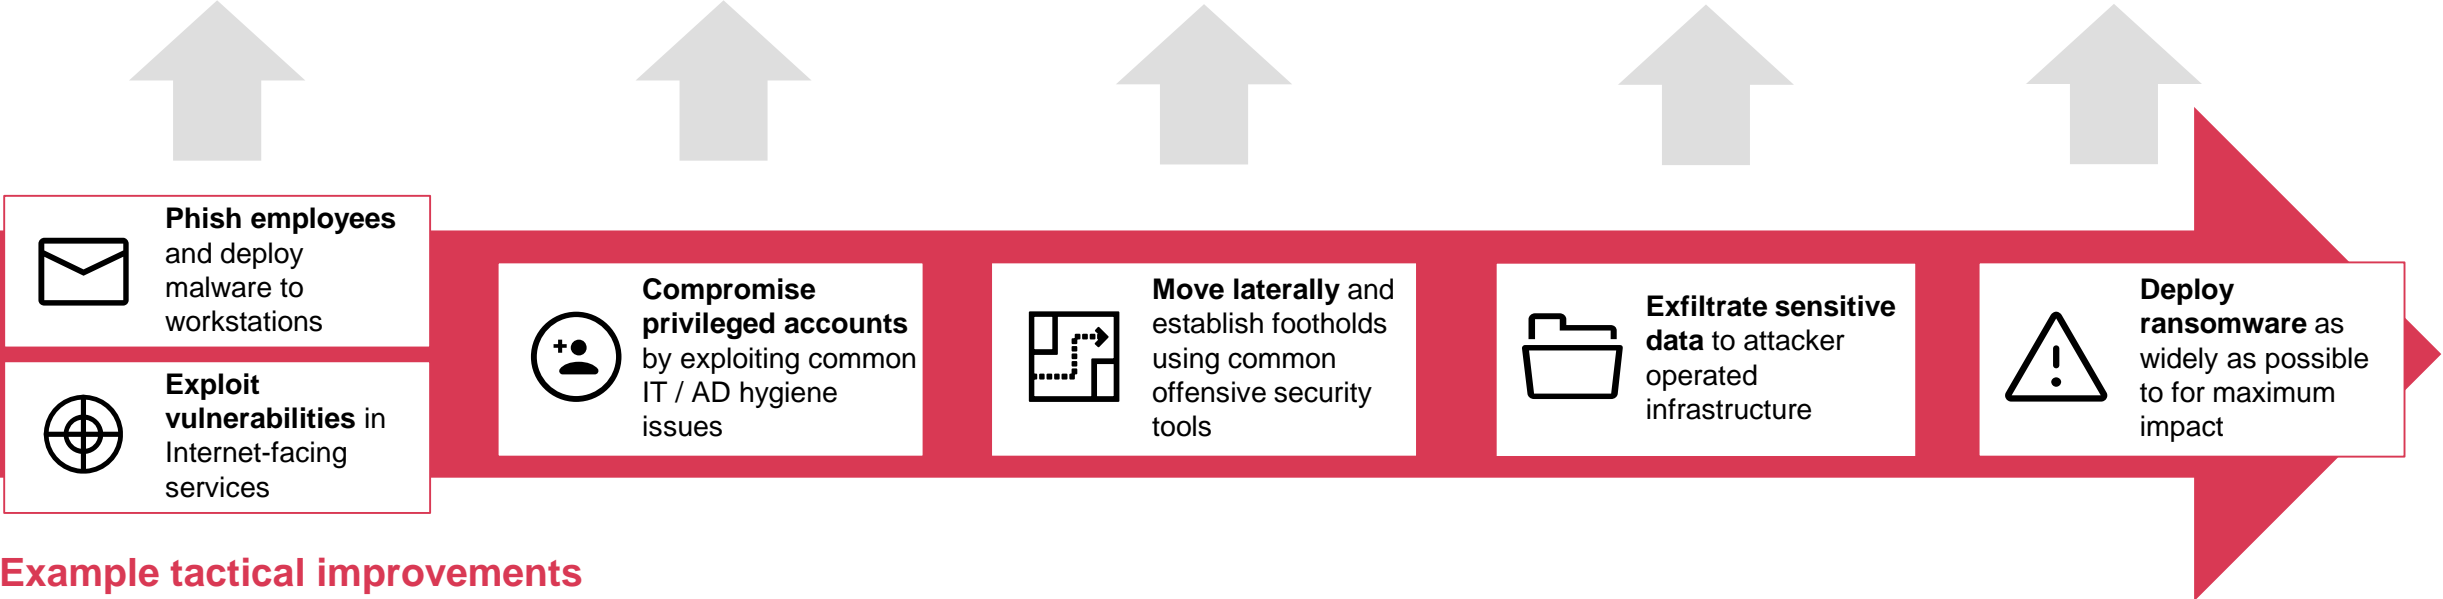 Phish employees
and deploy
malware to
workstations
Exploit
vulnerabilities in
Internet-facing
services
Compromise
privileged accounts
by exploiting common
IT / AD hygiene
issues
Move laterally and
establish footholds
using common
offensive security
tools
Exfiltrate sensitive
data to attacker
operated
infrastructure
Deploy
ransomware as
widely as possible
to for maximum
impact
Example tactical improvements